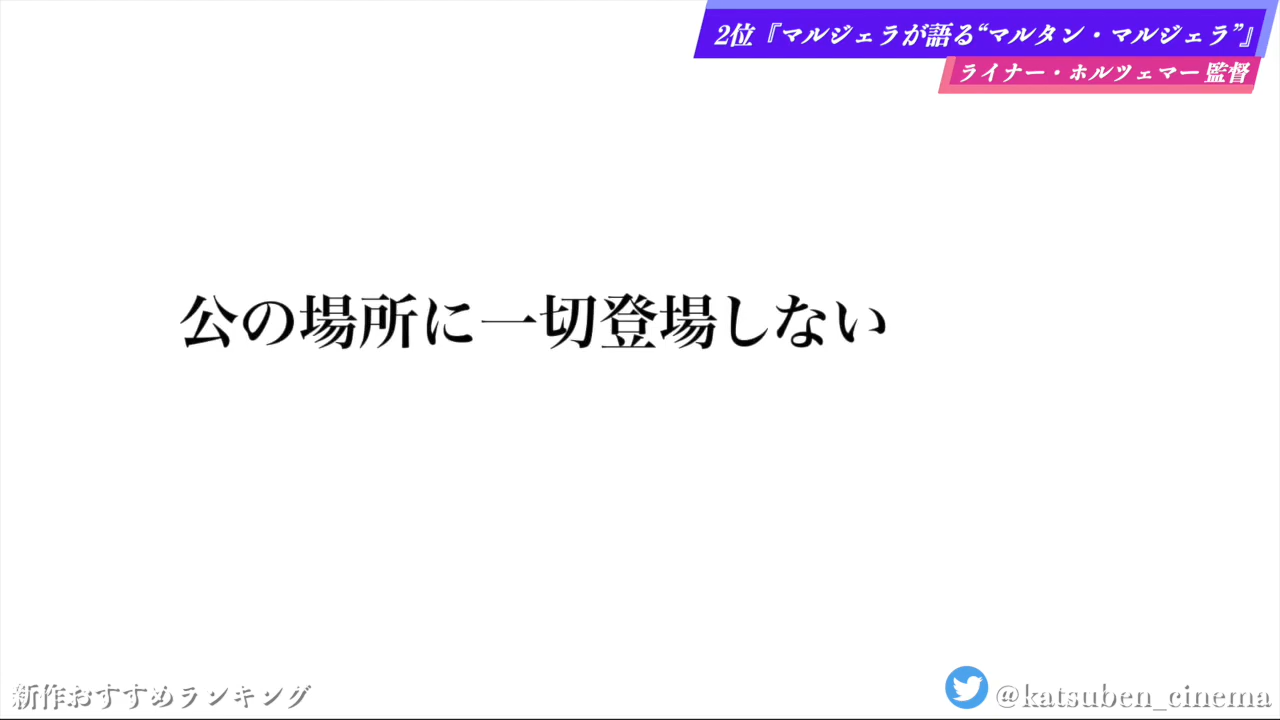 2位『マルジェラが語る“マルタン・マルジェラ”』
ライナー・ホルツェマー 監督
公の場所に一切登場しない
新作おすすめランキング
@katsuben_cinema